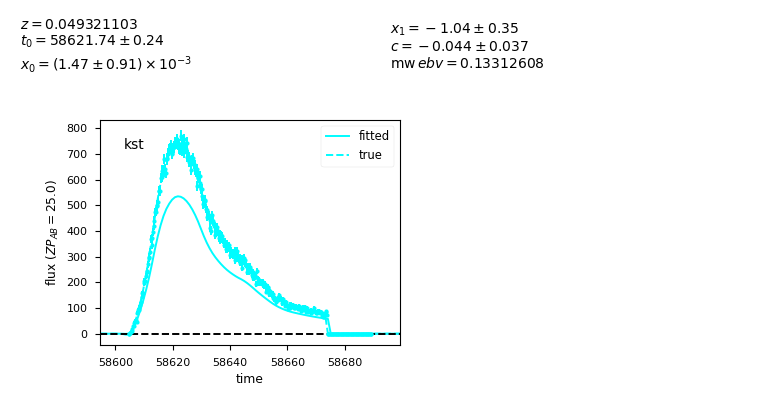 z = 0.049321103
t₀ = 58621.74 ± 0.24
x₀ = (1.47 ± 0.91) × 10⁻³
x₁ = −1.04 ± 0.35
c = −0.044 ± 0.037
mw ebv = 0.13312608
kst
fitted
true
800
700
600
500
400
300
200
100
0
flux (ZP_AB = 25.0)
58600 58620 58640 58660 58680
time